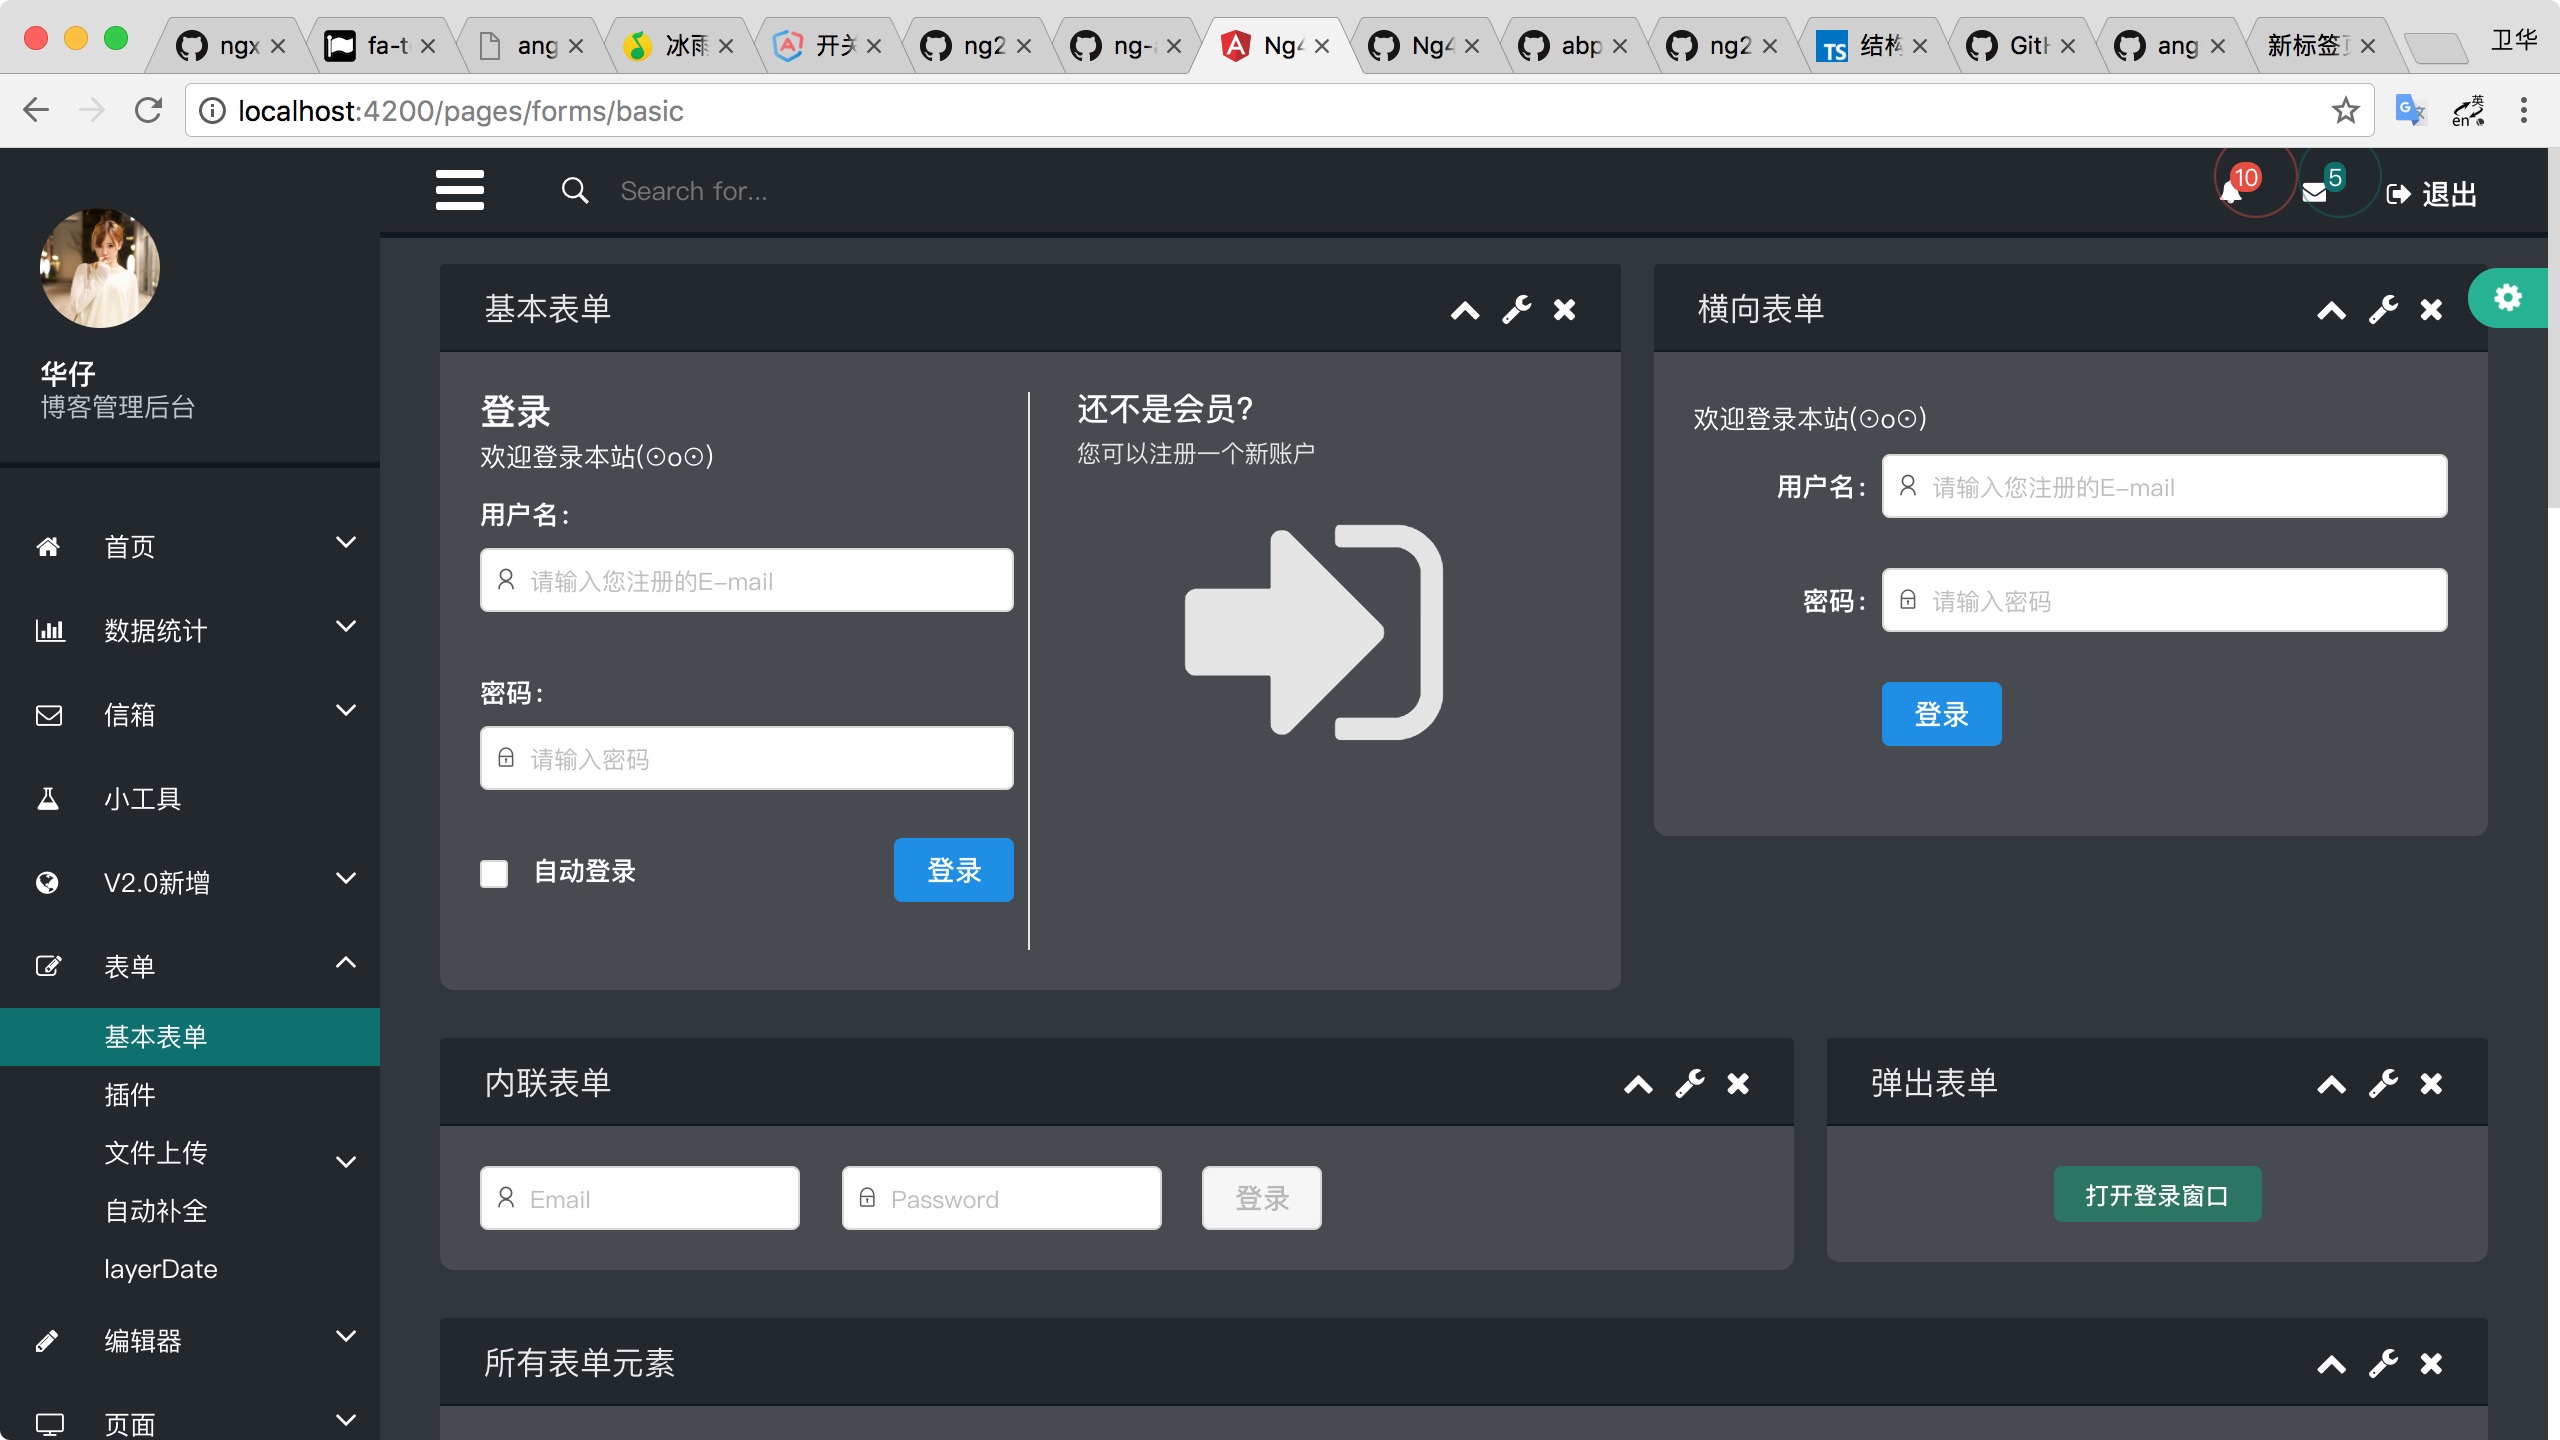 ngx
fa-t
ang
冰雨
开关
ng2
ng-
Ng4
Ng4
abp
ng2
TS 结构
GitH
ang
新标签页
卫华
localhost:4200/pages/forms/basic
英
en
Search for...
10
5
退出
华仔
博客管理后台
首页
数据统计
信箱
小工具
V2.0新增
表单
基本表单
插件
文件上传
自动补全
layerDate
编辑器
页面
基本表单
登录
欢迎登录本站(⊙o⊙)
用户名:
请输入您注册的E-mail
密码:
请输入密码
自动登录
登录
还不是会员?
您可以注册一个新账户
横向表单
欢迎登录本站(⊙o⊙)
用户名:
请输入您注册的E-mail
密码:
请输入密码
登录
内联表单
Email
Password
登录
弹出表单
打开登录窗口
所有表单元素